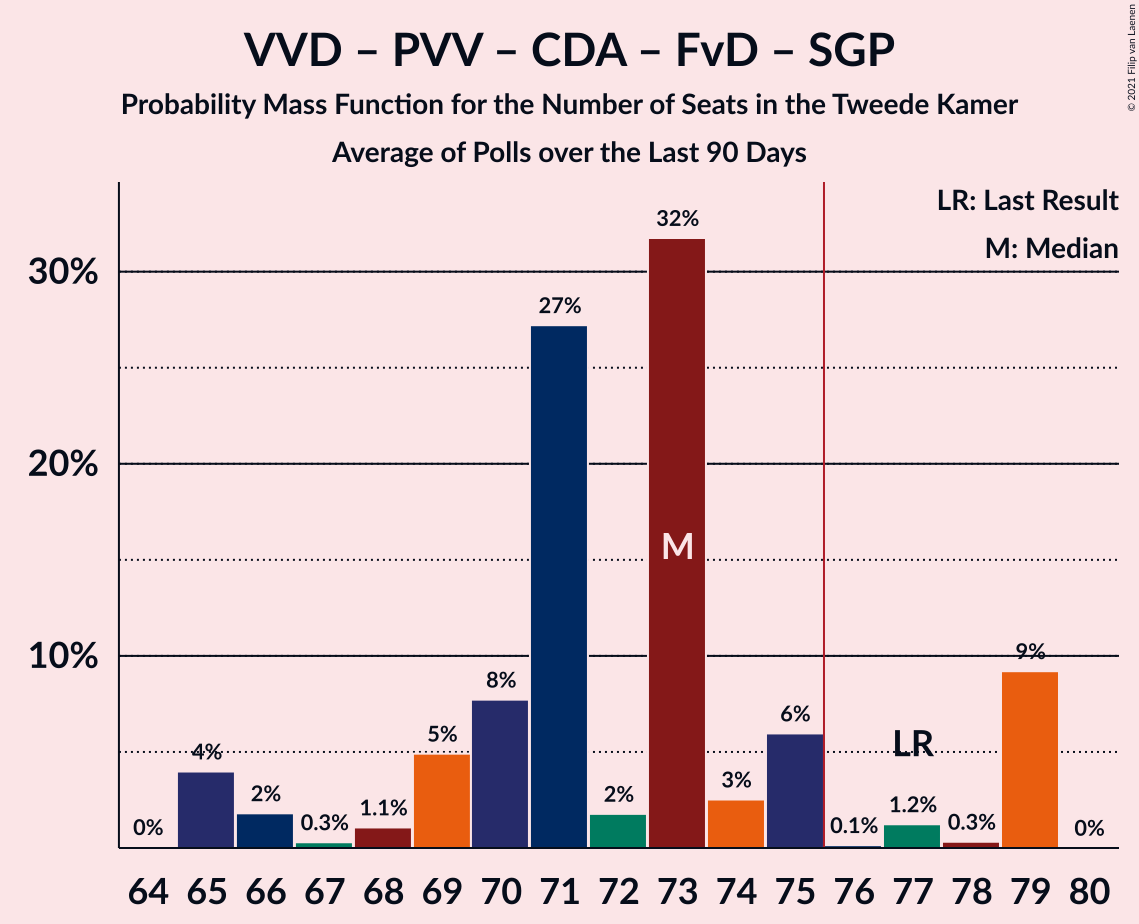 VVD – PVV – CDA – FvD – SGP
Probability Mass Function for the Number of Seats in the Tweede Kamer
Average of Polls over the Last 90 Days
© 2021 Filip van Laenen
LR: Last Result
M: Median
30%
20%
10%
0%
4%
2%
0.3%
1.1%
5%
8%
27%
2%
32%
3%
6%
0.1%
1.2%
0.3%
9%
0%
M
LR
64 65 66 67 68 69 70 71 72 73 74 75 76 77 78 79 80